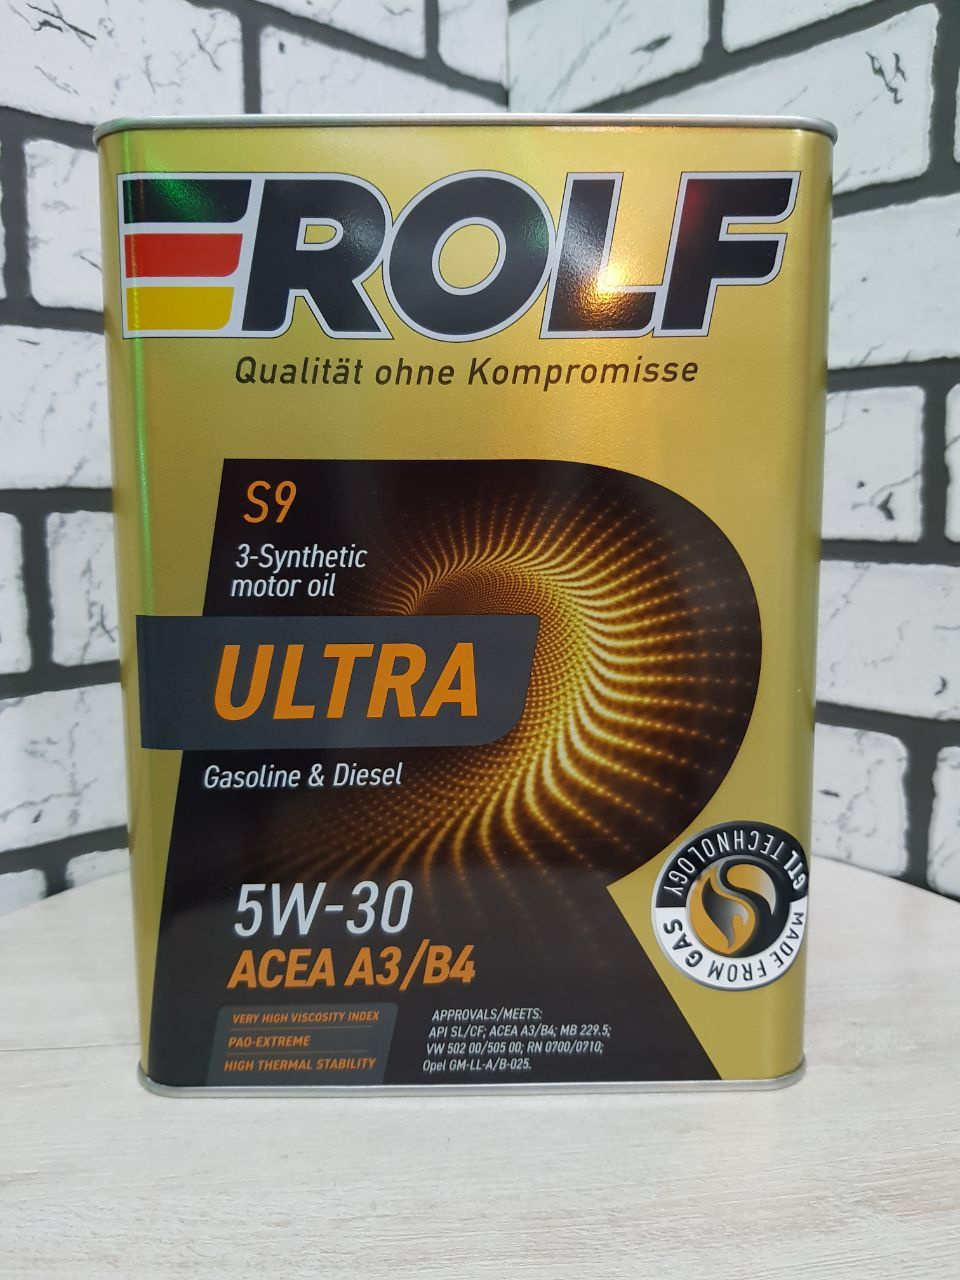 ROLF
Qualität ohne Kompromisse
S9
3-Synthetic
motor oil
ULTRA
Gasoline & Diesel
GTL TECHNOLOGY
MADE FROM GAS
5W-30
ACEA A3/B4
VERY HIGH VISCOSITY INDEX
PAO-EXTREME
HIGH THERMAL STABILITY
APPROVALS/MEETS:
API SL/CF; ACEA A3/B4; MB 229.5;
VW 502 00/505 00; RN 0700/0710;
Opel GM-LL-A/B-025.